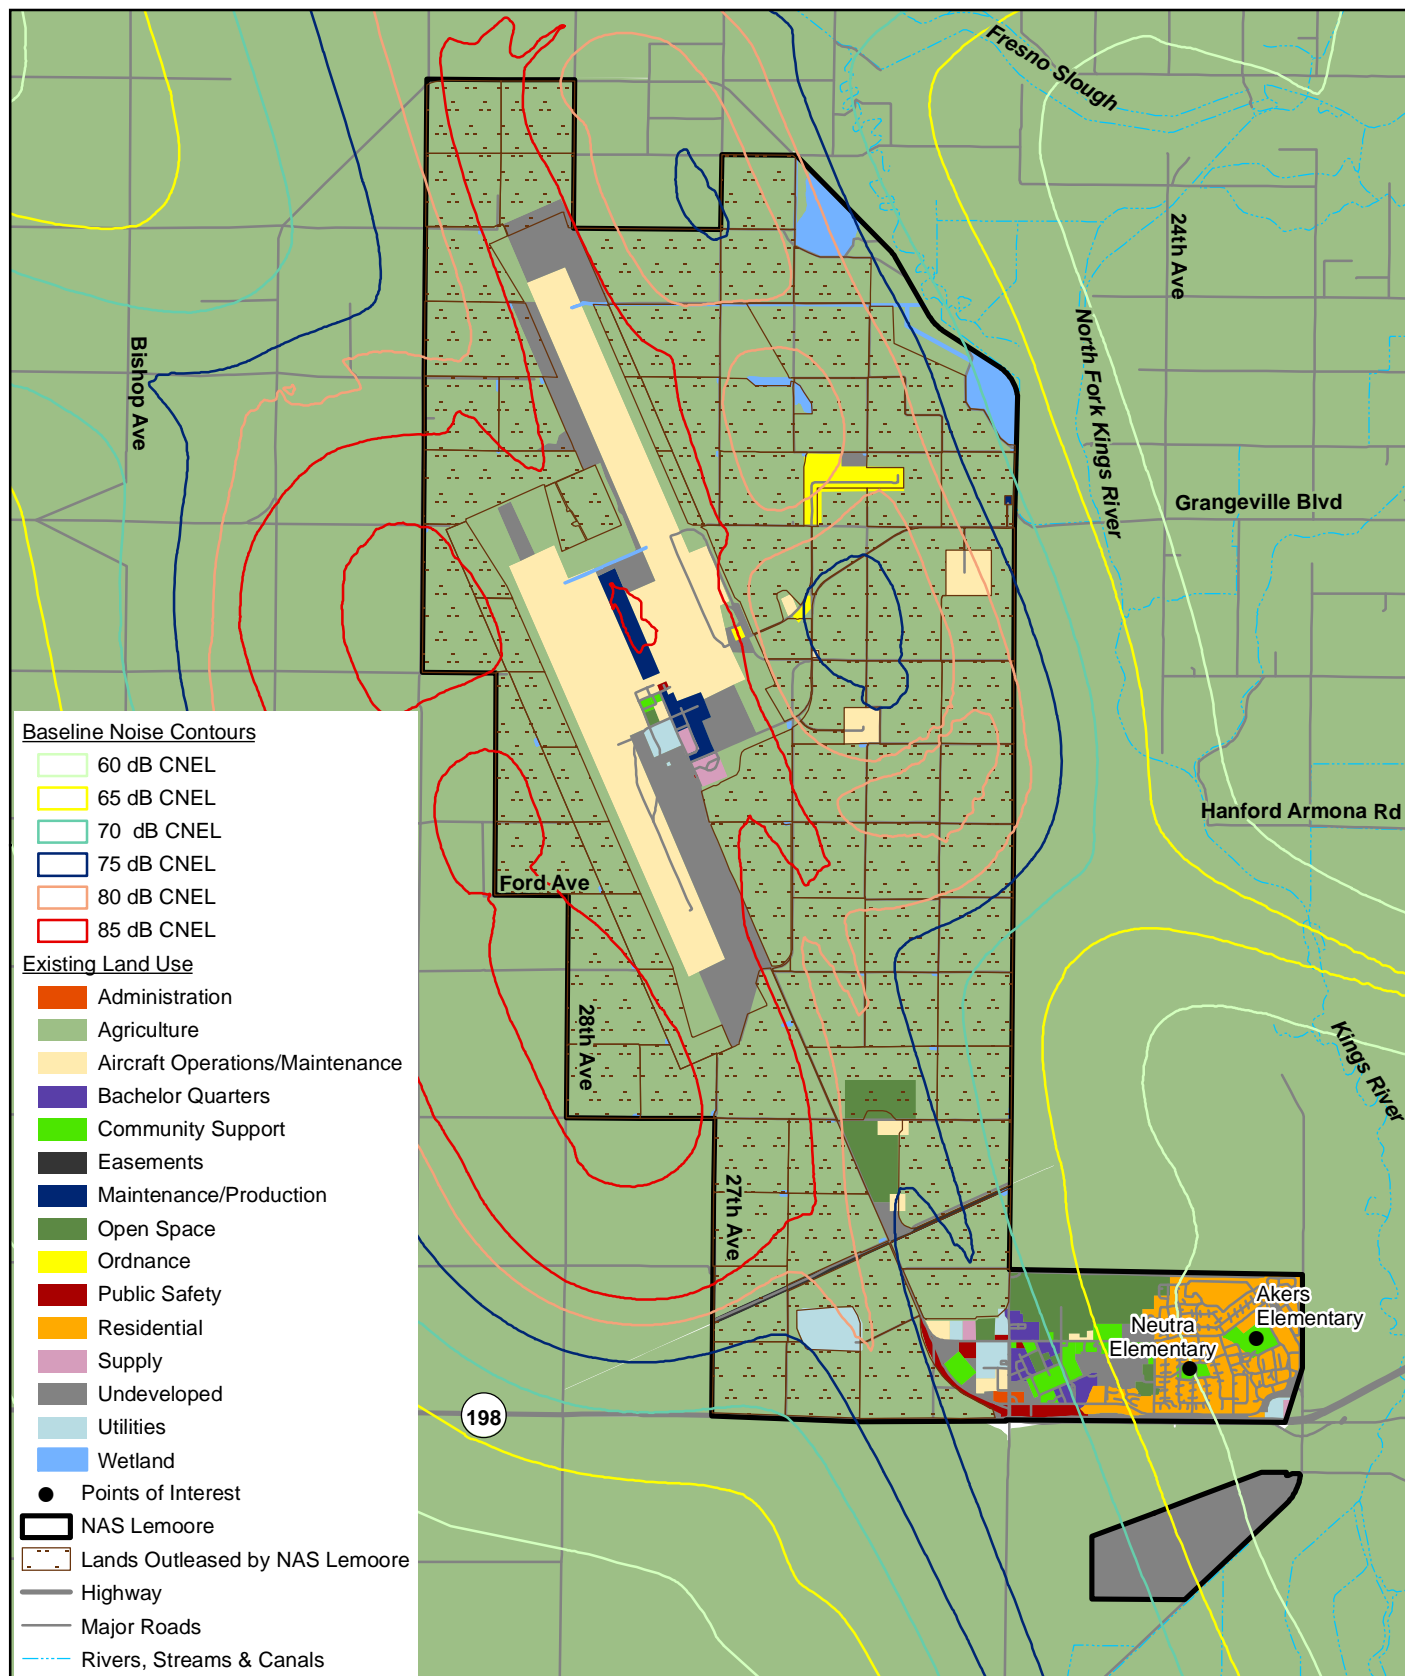 Fresno Slough
24th Ave
Bishop Ave
North Fork Kings River
Grangeville Blvd
Hanford Armona Rd
Ford Ave
28th Ave
Kings River
27th Ave
Akers
Elementary
Neutra
Elementary
198
Baseline Noise Contours
60 dB CNEL
65 dB CNEL
70 dB CNEL
75 dB CNEL
80 dB CNEL
85 dB CNEL
Existing Land Use
Administration
Agriculture
Aircraft Operations/Maintenance
Bachelor Quarters
Community Support
Easements
Maintenance/Production
Open Space
Ordnance
Public Safety
Residential
Supply
Undeveloped
Utilities
Wetland
Points of Interest
NAS Lemoore
Lands Outleased by NAS Lemoore
Highway
Major Roads
Rivers, Streams & Canals